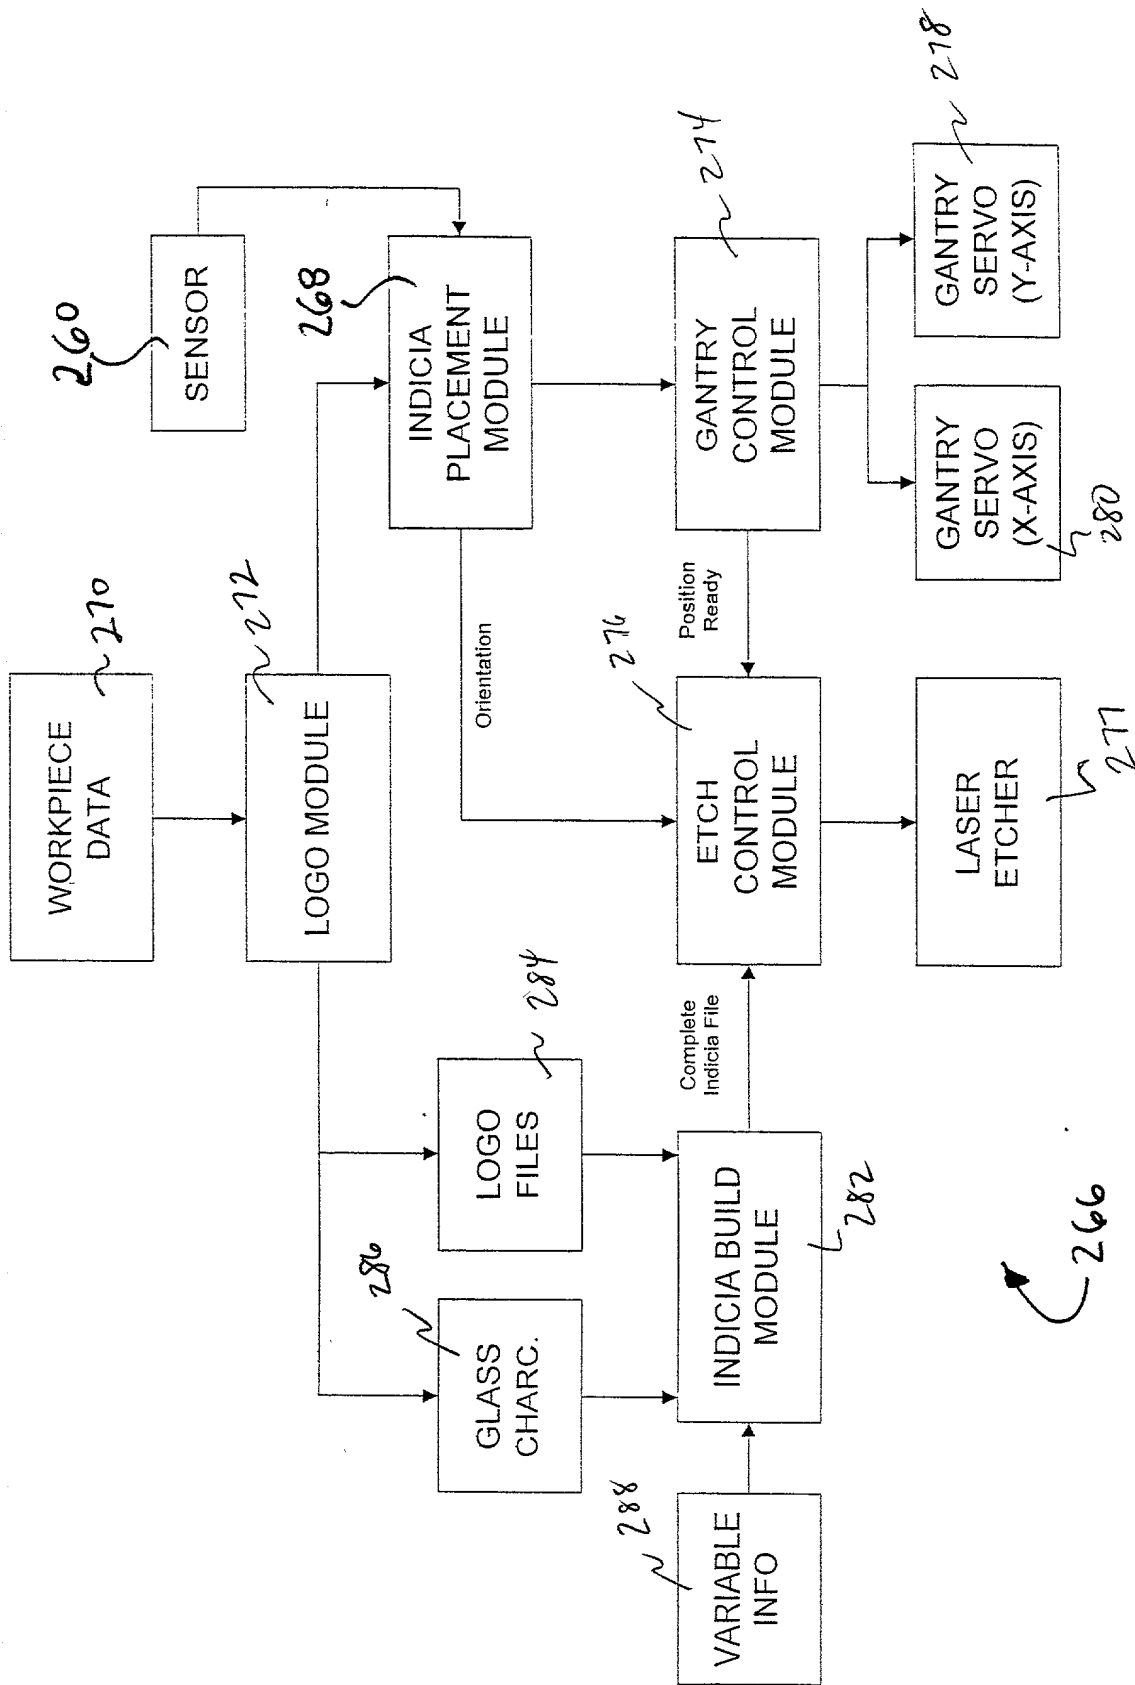 WORKPIECE
DATA
270
SENSOR
260
LOGO MODULE
272
INDICIA
PLACEMENT
MODULE
268
GLASS
CHARC.
286
LOGO
FILES
284
Orientation
VARIABLE
INFO
288
INDICIA BUILD
MODULE
282
Complete
Indicia File
ETCH
CONTROL
MODULE
276
Position
Ready
GANTRY
CONTROL
MODULE
274
LASER
ETCHER
277
GANTRY
SERVO
(X-AXIS)
280
GANTRY
SERVO
(Y-AXIS)
278
266